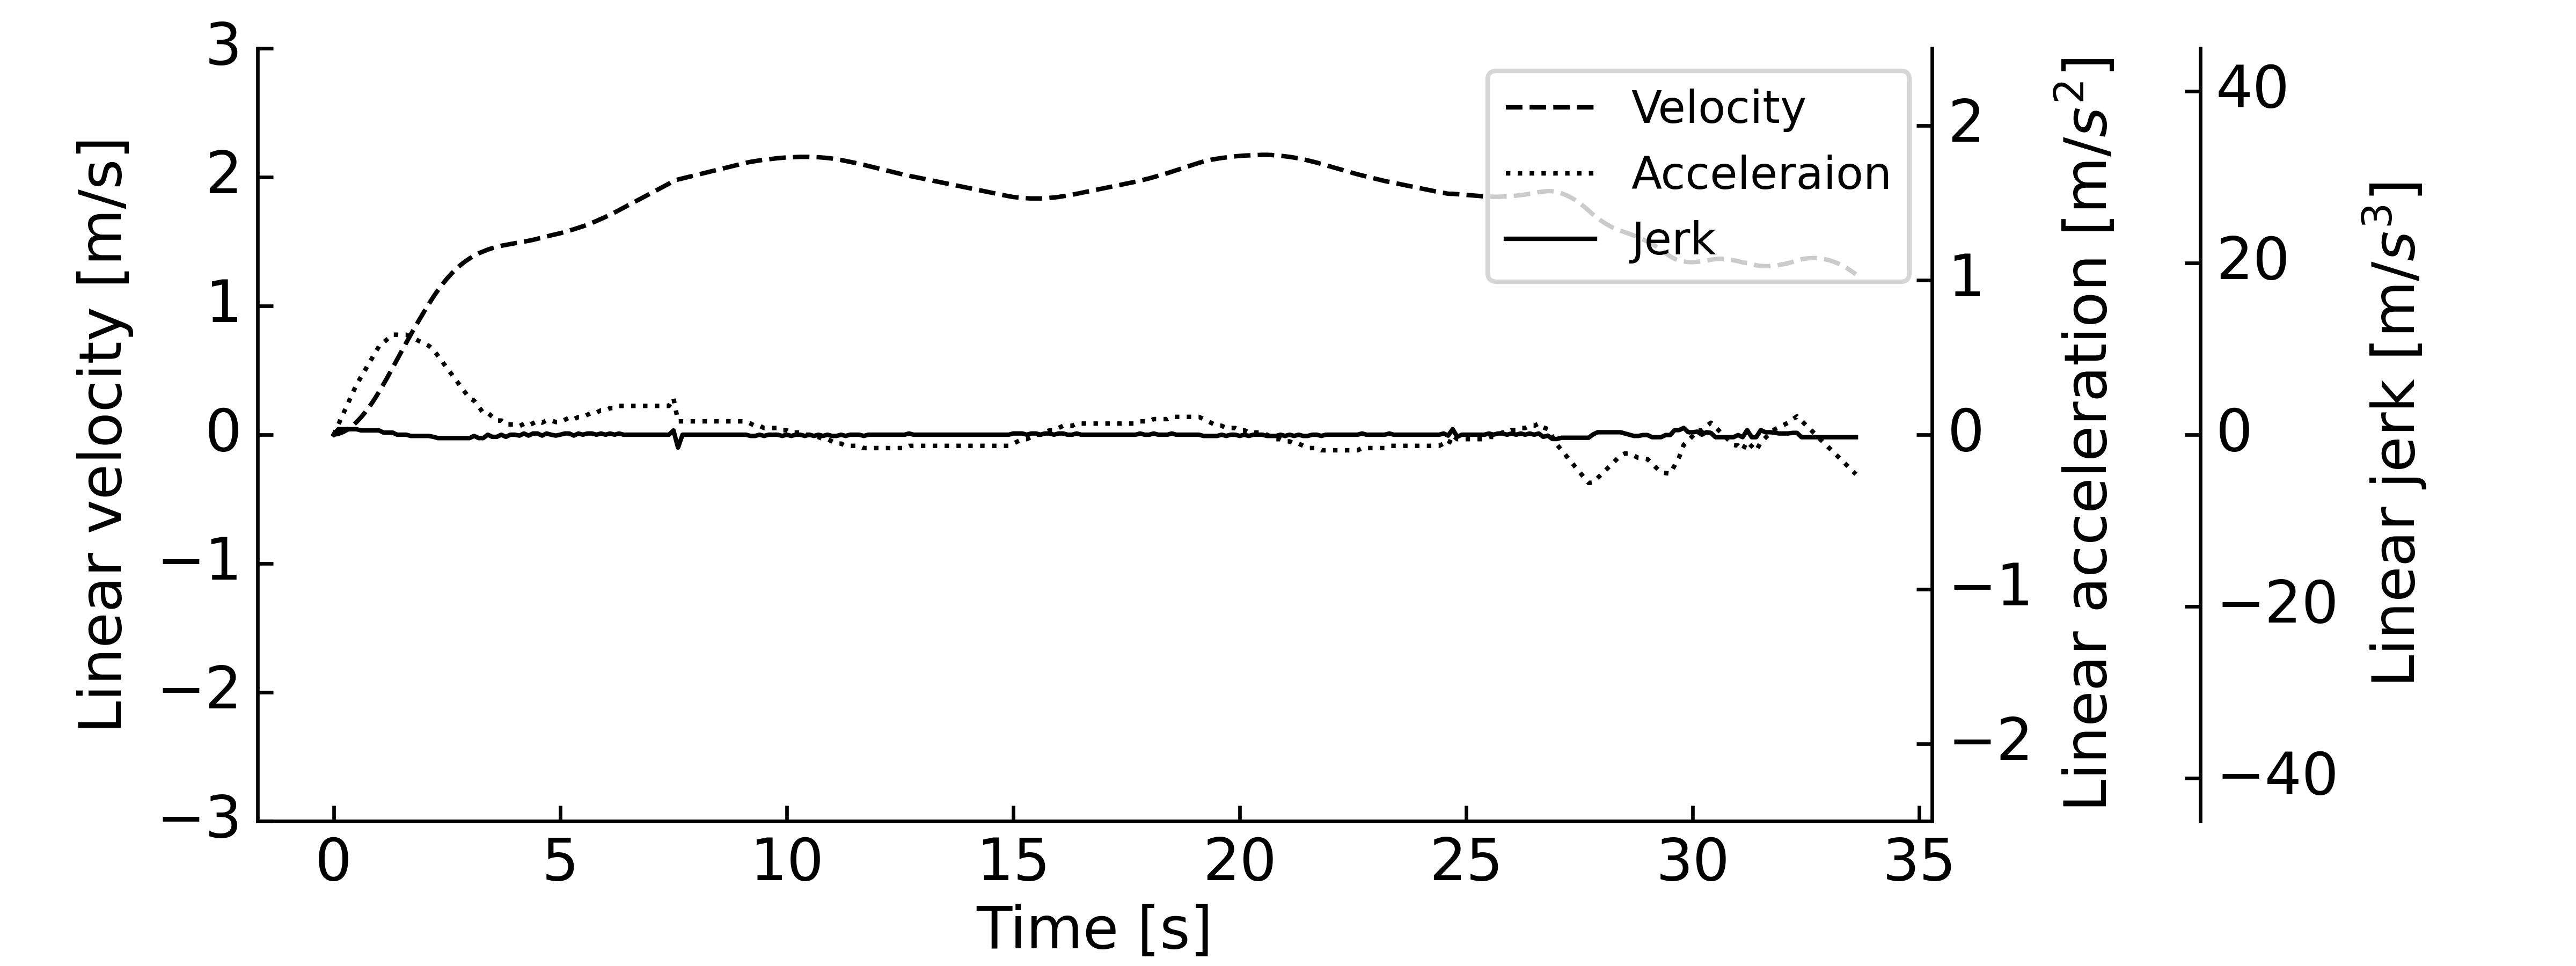 3
2
1
0
−1
−2
−3
Linear velocity [m/s]
0 5 10 15 20 25 30 35
Time [s]
Velocity
Acceleraion
Jerk
2
1
0
−1
−2
Linear acceleration [m/s²]
40
20
0
−20
−40
Linear jerk [m/s³]